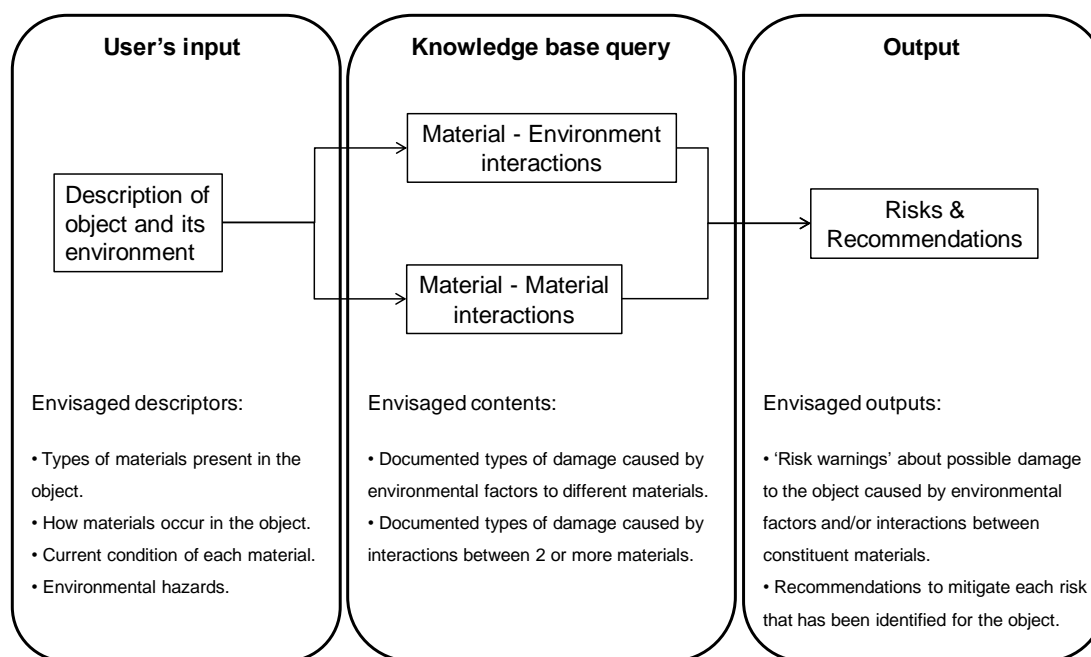 User's input
Description of
object and its
environment
Envisaged descriptors:
• Types of materials present in the
object.
• How materials occur in the object.
• Current condition of each material.
• Environmental hazards.
Knowledge base query
Material - Environment
interactions
Material - Material
interactions
Envisaged contents:
• Documented types of damage caused by
environmental factors to different materials.
• Documented types of damage caused by
interactions between 2 or more materials.
Output
Risks &
Recommendations
Envisaged outputs:
• ‘Risk warnings’ about possible damage
to the object caused by environmental
factors and/or interactions between
constituent materials.
• Recommendations to mitigate each risk
that has been identified for the object.